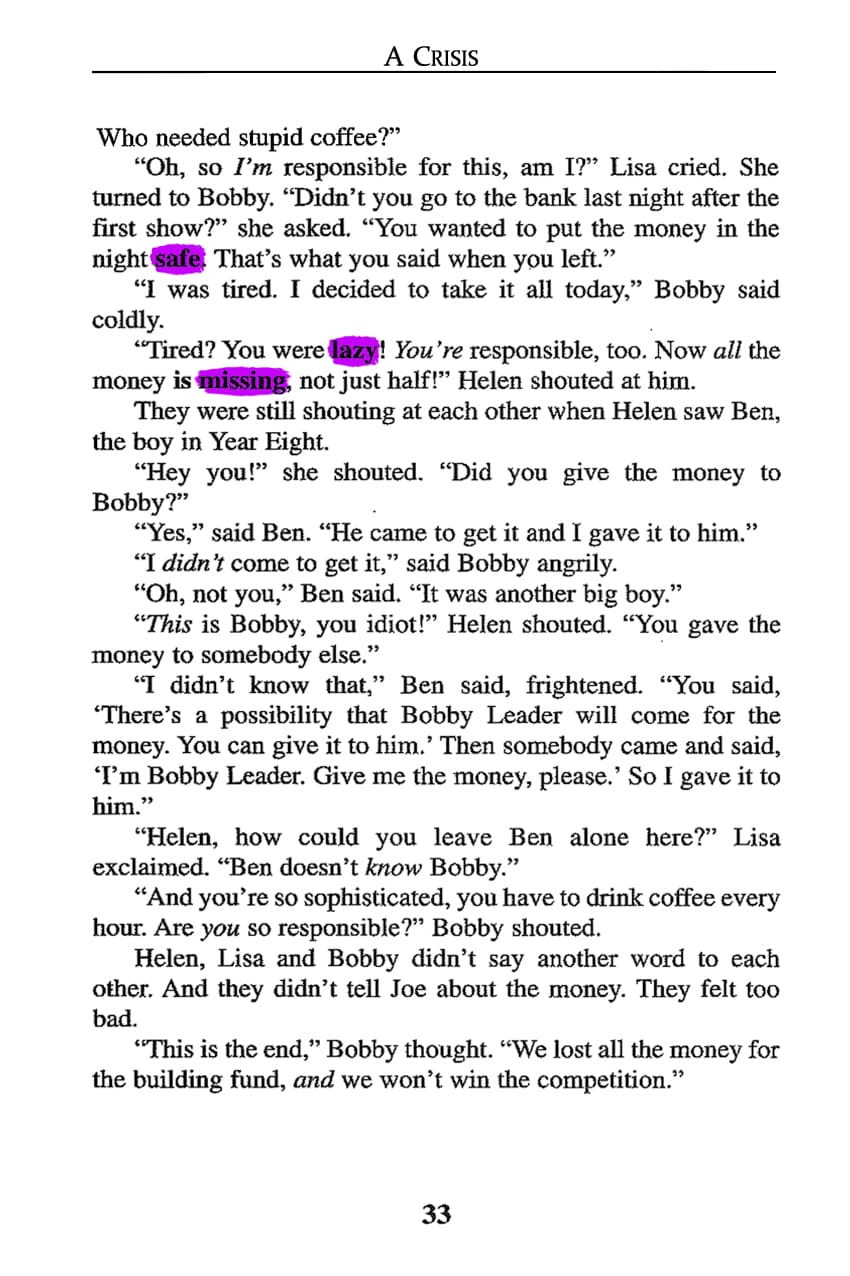 A CRISIS
Who needed stupid coffee?”
“Oh, so I’m responsible for this, am I?” Lisa cried. She
turned to Bobby. “Didn’t you go to the bank last night after the
first show?” she asked. “You wanted to put the money in the
night safe. That’s what you said when you left.”
“I was tired. I decided to take it all today,” Bobby said
coldly.
“Tired? You were lazy! You’re responsible, too. Now all the
money is missing, not just half!” Helen shouted at him.
They were still shouting at each other when Helen saw Ben,
the boy in Year Eight.
“Hey you!” she shouted. “Did you give the money to
Bobby?”
“Yes,” said Ben. “He came to get it and I gave it to him.”
“I didn’t come to get it,” said Bobby angrily.
“Oh, not you,” Ben said. “It was another big boy.”
“This is Bobby, you idiot!” Helen shouted. “You gave the
money to somebody else.”
“I didn’t know that,” Ben said, frightened. “You said,
‘There’s a possibility that Bobby Leader will come for the
money. You can give it to him.’ Then somebody came and said,
‘I’m Bobby Leader. Give me the money, please.’ So I gave it to
him.”
“Helen, how could you leave Ben alone here?” Lisa
exclaimed. “Ben doesn’t know Bobby.”
“And you’re so sophisticated, you have to drink coffee every
hour. Are you so responsible?” Bobby shouted.
Helen, Lisa and Bobby didn’t say another word to each
other. And they didn’t tell Joe about the money. They felt too
bad.
“This is the end,” Bobby thought. “We lost all the money for
the building fund, and we won’t win the competition.”
33